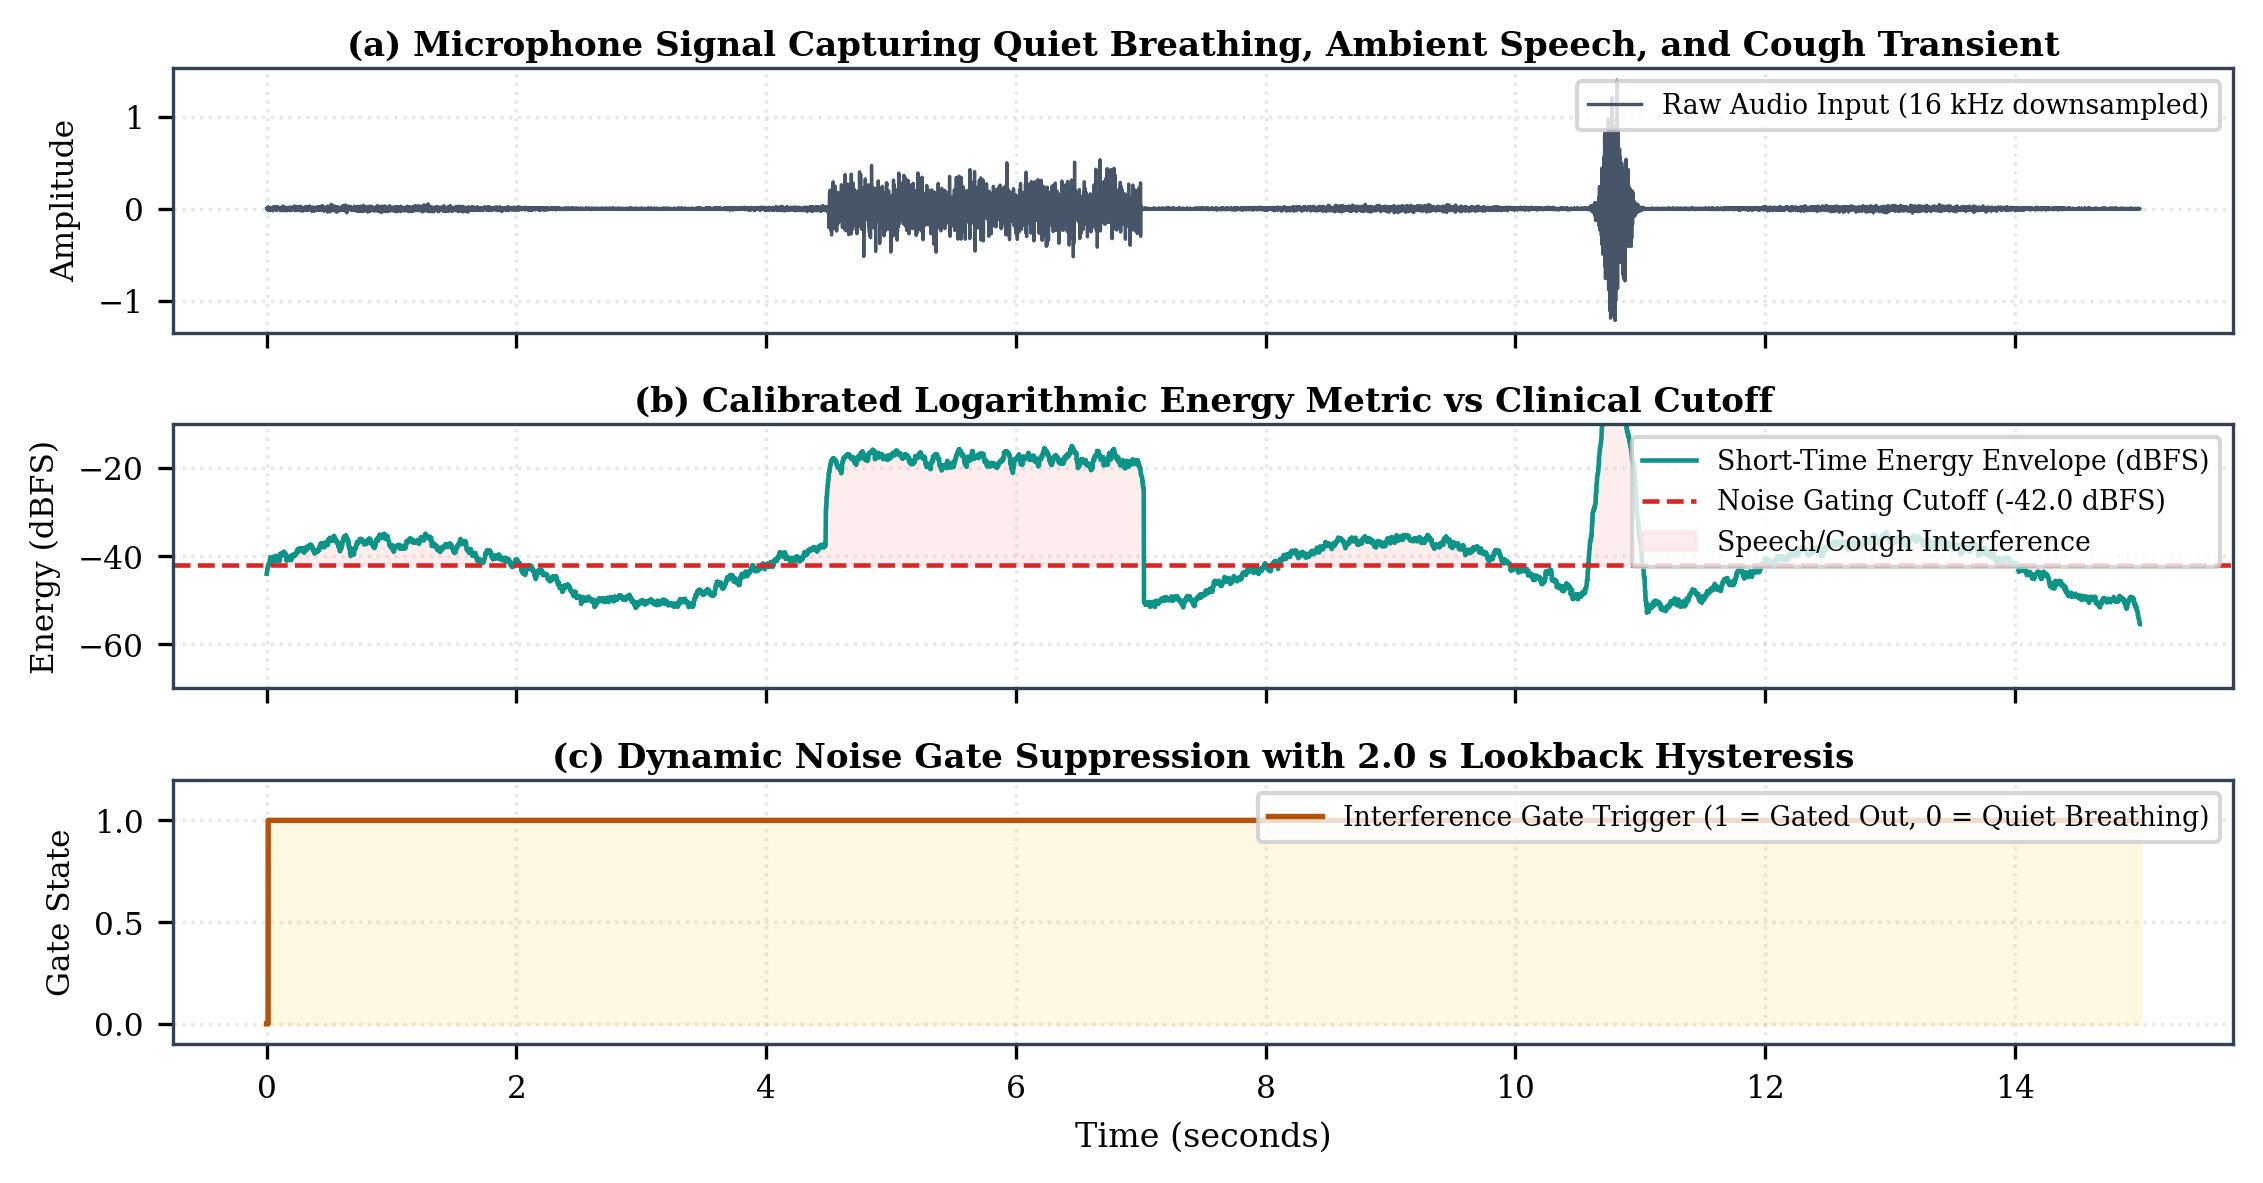 (a) Microphone Signal Capturing Quiet Breathing, Ambient Speech, and Cough Transient
Raw Audio Input (16 kHz downsampled)
Amplitude
1
0
−1
(b) Calibrated Logarithmic Energy Metric vs Clinical Cutoff
Short-Time Energy Envelope (dBFS)
Noise Gating Cutoff (-42.0 dBFS)
Speech/Cough Interference
Energy (dBFS)
−20
−40
−60
(c) Dynamic Noise Gate Suppression with 2.0 s Lookback Hysteresis
Interference Gate Trigger (1 = Gated Out, 0 = Quiet Breathing)
Gate State
1.0
0.5
0.0
0 2 4 6 8 10 12 14
Time (seconds)